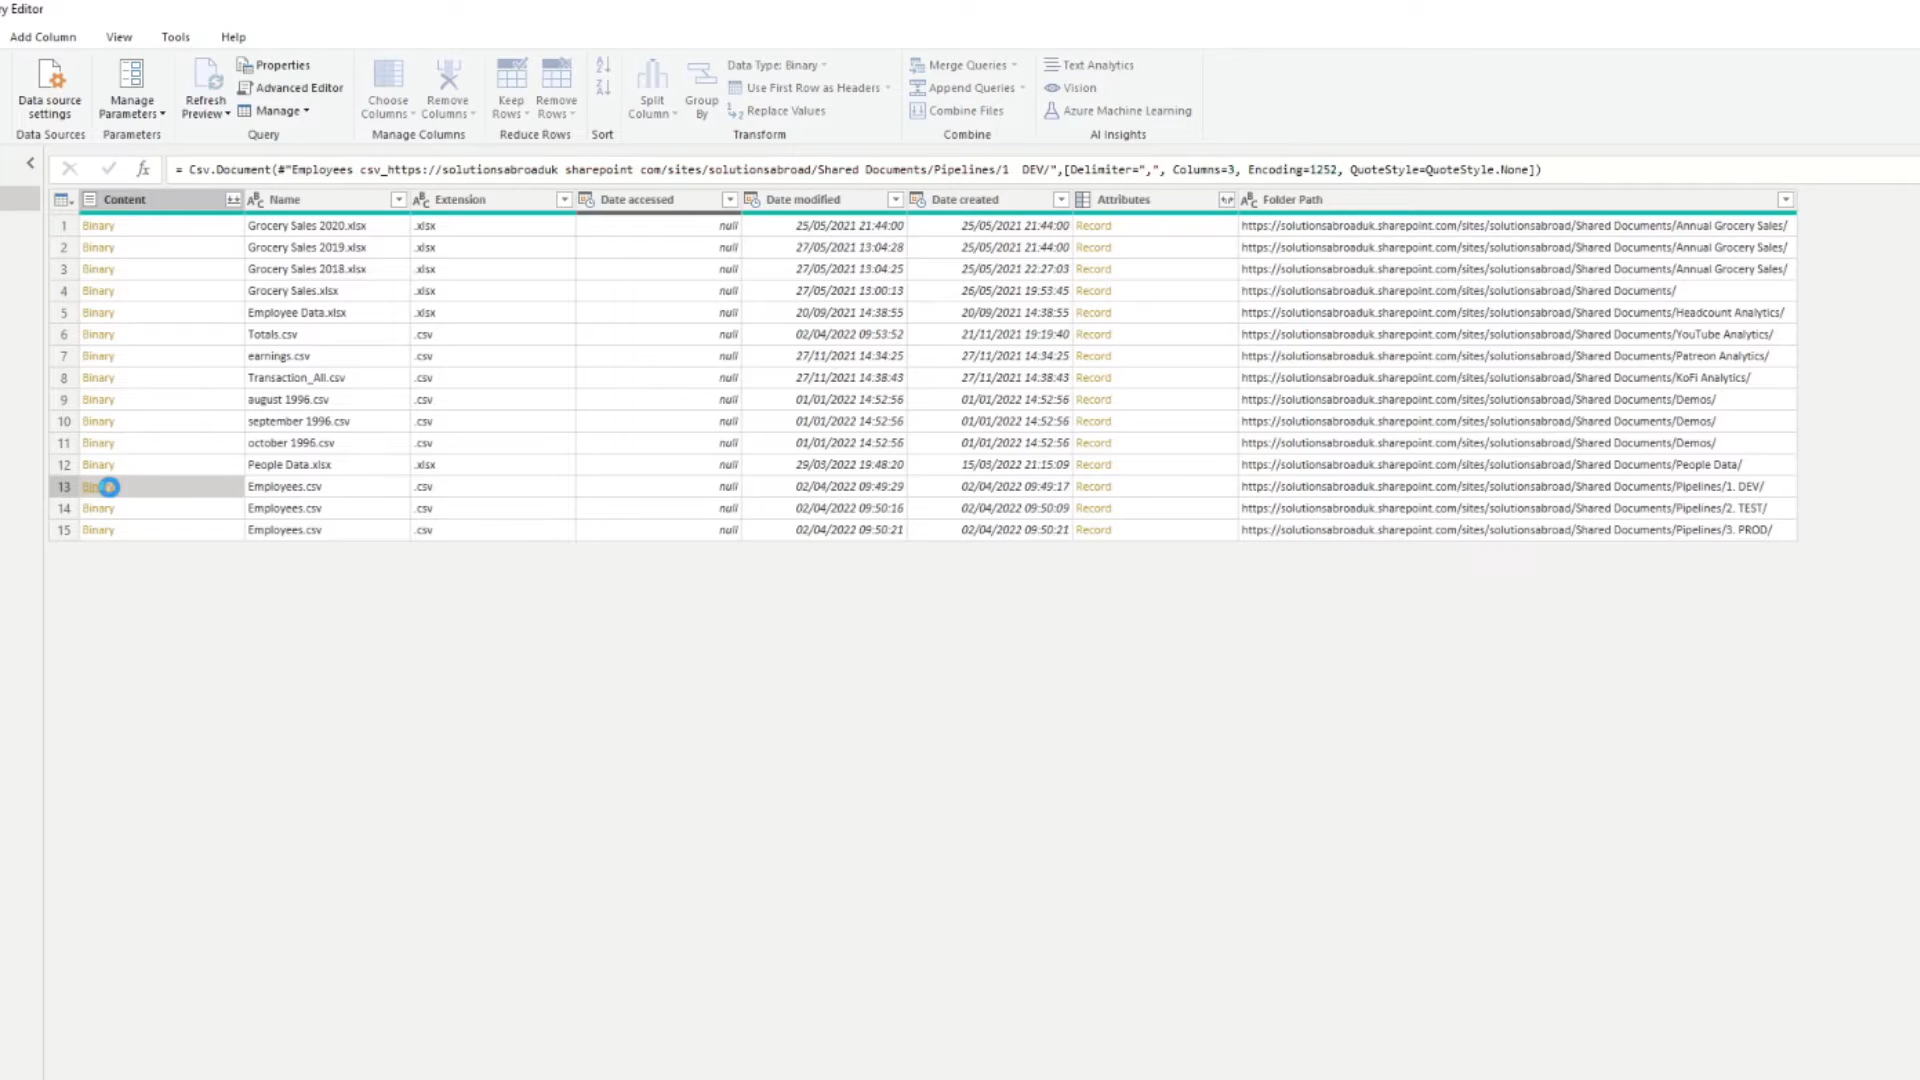 ry Editor
Add Column View Tools Help
Data source settings
Data Sources
Manage Parameters
Parameters
Refresh Preview
Properties
Advanced Editor
Manage
Query
Choose Columns
Remove Columns
Manage Columns
Keep Rows
Remove Rows
Reduce Rows
Sort
Split Column
Group By
Data Type: Binary
Use First Row as Headers
Replace Values
Transform
Merge Queries
Append Queries
Combine Files
Combine
Text Analytics
Vision
Azure Machine Learning
AI Insights
fx = Csv.Document(#"Employees csv_https://solutionsabroaduk sharepoint com/sites/solutionsabroad/Shared Documents/Pipelines/1  DEV/",[Delimiter=",", Columns=3, Encoding=1252, QuoteStyle=QuoteStyle.None])
Content Name Extension Date accessed Date modified Date created Attributes Folder Path
1 Binary Grocery Sales 2020.xlsx .xlsx null 25/05/2021 21:44:00 25/05/2021 21:44:00 Record https://solutionsabroaduk.sharepoint.com/sites/solutionsabroad/Shared Documents/Annual Grocery Sales/
2 Binary Grocery Sales 2019.xlsx .xlsx null 27/05/2021 13:04:28 25/05/2021 21:44:00 Record https://solutionsabroaduk.sharepoint.com/sites/solutionsabroad/Shared Documents/Annual Grocery Sales/
3 Binary Grocery Sales 2018.xlsx .xlsx null 27/05/2021 13:04:25 25/05/2021 22:27:03 Record https://solutionsabroaduk.sharepoint.com/sites/solutionsabroad/Shared Documents/Annual Grocery Sales/
4 Binary Grocery Sales.xlsx .xlsx null 27/05/2021 13:00:13 26/05/2021 19:53:45 Record https://solutionsabroaduk.sharepoint.com/sites/solutionsabroad/Shared Documents/
5 Binary Employee Data.xlsx .xlsx null 20/09/2021 14:38:55 20/09/2021 14:38:55 Record https://solutionsabroaduk.sharepoint.com/sites/solutionsabroad/Shared Documents/Headcount Analytics/
6 Binary Totals.csv .csv null 02/04/2022 09:53:52 21/11/2021 19:19:40 Record https://solutionsabroaduk.sharepoint.com/sites/solutionsabroad/Shared Documents/YouTube Analytics/
7 Binary earnings.csv .csv null 27/11/2021 14:34:25 27/11/2021 14:34:25 Record https://solutionsabroaduk.sharepoint.com/sites/solutionsabroad/Shared Documents/Patreon Analytics/
8 Binary Transaction_All.csv .csv null 27/11/2021 14:38:43 27/11/2021 14:38:43 Record https://solutionsabroaduk.sharepoint.com/sites/solutionsabroad/Shared Documents/KoFi Analytics/
9 Binary august 1996.csv .csv null 01/01/2022 14:52:56 01/01/2022 14:52:56 Record https://solutionsabroaduk.sharepoint.com/sites/solutionsabroad/Shared Documents/Demos/
10 Binary september 1996.csv .csv null 01/01/2022 14:52:56 01/01/2022 14:52:56 Record https://solutionsabroaduk.sharepoint.com/sites/solutionsabroad/Shared Documents/Demos/
11 Binary october 1996.csv .csv null 01/01/2022 14:52:56 01/01/2022 14:52:56 Record https://solutionsabroaduk.sharepoint.com/sites/solutionsabroad/Shared Documents/Demos/
12 Binary People Data.xlsx .xlsx null 29/03/2022 19:48:20 15/03/2022 21:15:09 Record https://solutionsabroaduk.sharepoint.com/sites/solutionsabroad/Shared Documents/People Data/
13 Employees.csv .csv null 02/04/2022 09:49:29 02/04/2022 09:49:17 Record https://solutionsabroaduk.sharepoint.com/sites/solutionsabroad/Shared Documents/Pipelines/1. DEV/
14 Binary Employees.csv .csv null 02/04/2022 09:50:16 02/04/2022 09:50:09 Record https://solutionsabroaduk.sharepoint.com/sites/solutionsabroad/Shared Documents/Pipelines/2. TEST/
15 Binary Employees.csv .csv null 02/04/2022 09:50:21 02/04/2022 09:50:21 Record https://solutionsabroaduk.sharepoint.com/sites/solutionsabroad/Shared Documents/Pipelines/3. PROD/